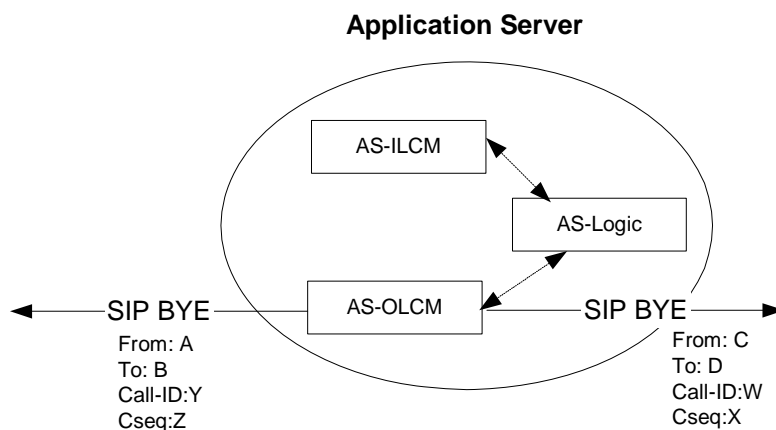 Application Server
AS-ILCM
AS-Logic
AS-OLCM
SIP BYE
From: A
To: B
Call-ID:Y
Cseq:Z
SIP BYE
From: C
To: D
Call-ID:W
Cseq:X